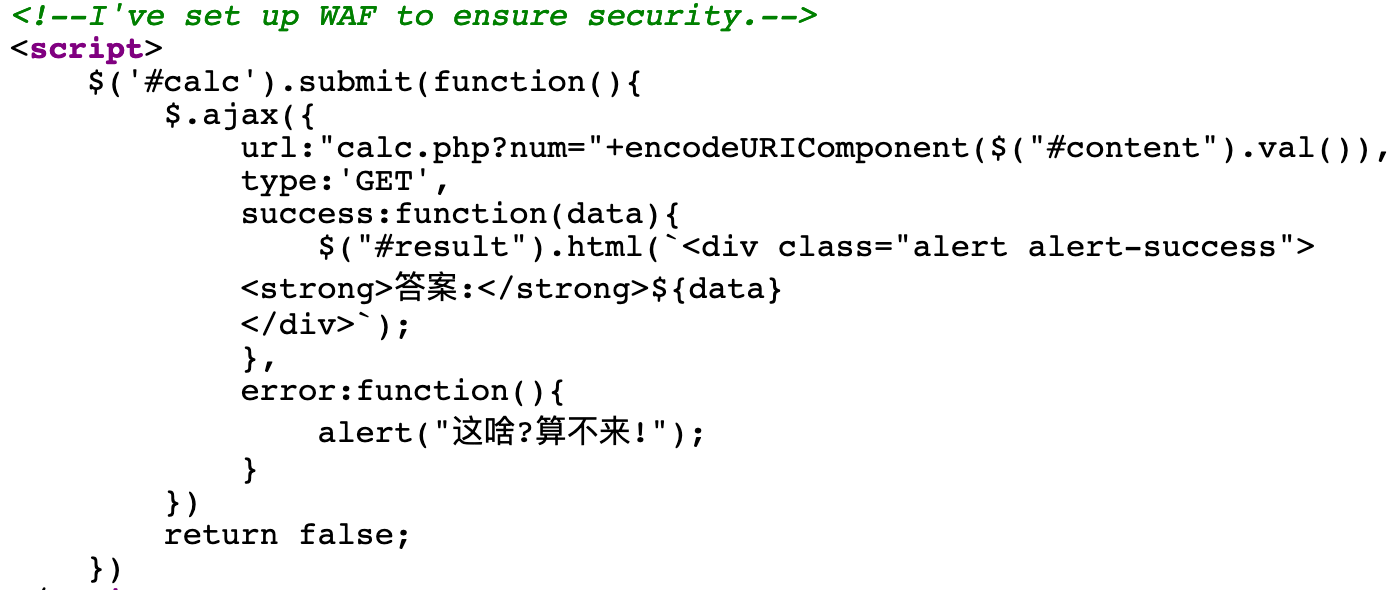 <!--I've set up WAF to ensure security.-->
<script>
    $('#calc').submit(function(){
        $.ajax({
            url:"calc.php?num="+encodeURIComponent($("#content").val()),
            type:'GET',
            success:function(data){
                $("#result").html(`<div class="alert alert-success">
            <strong>答案:</strong>${data}
            </div>`);
            },
            error:function(){
                alert("这啥?算不来!");
            }
        })
        return false;
    })